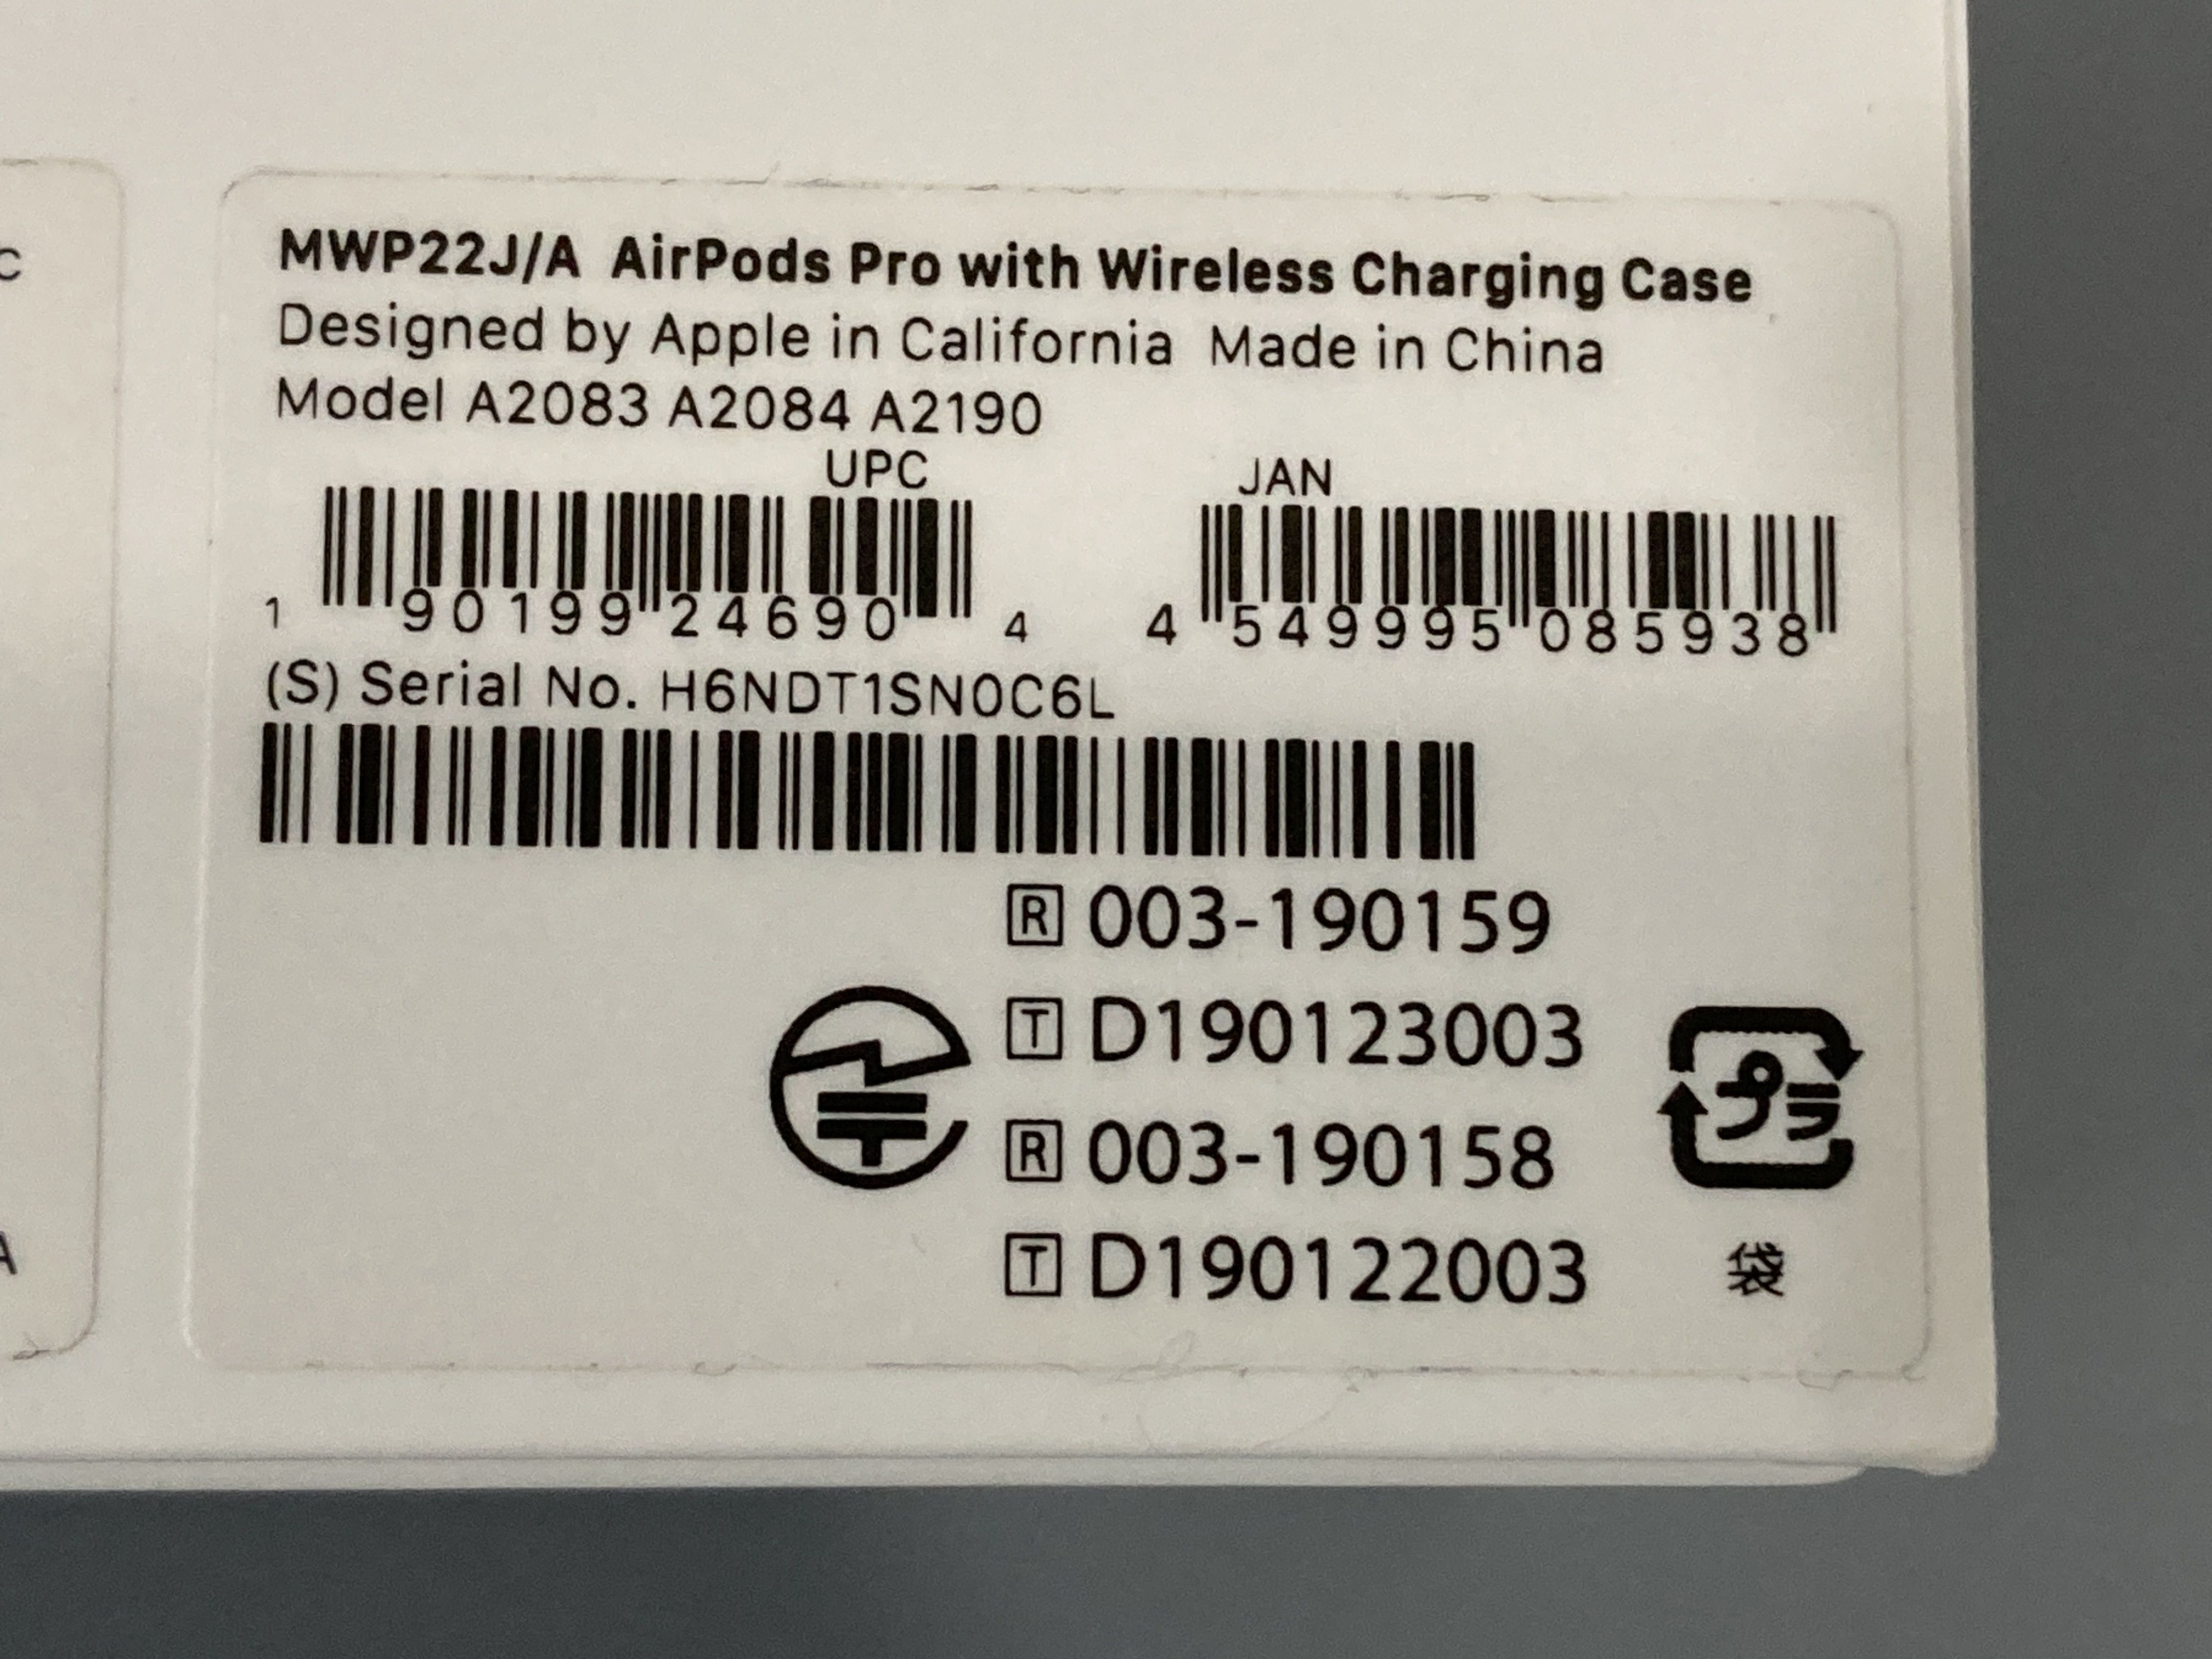 C
MWP22J/A AirPods Pro with Wireless Charging Case
Designed by Apple in California Made in China
Model A2083 A2084 A2190
UPC
1 90199 24690 4
JAN
4 549995 085938
(S) Serial No. H6NDT1SN0C6L
R 003-190159
T D190123003
R 003-190158
T D190122003
プラ
袋
A